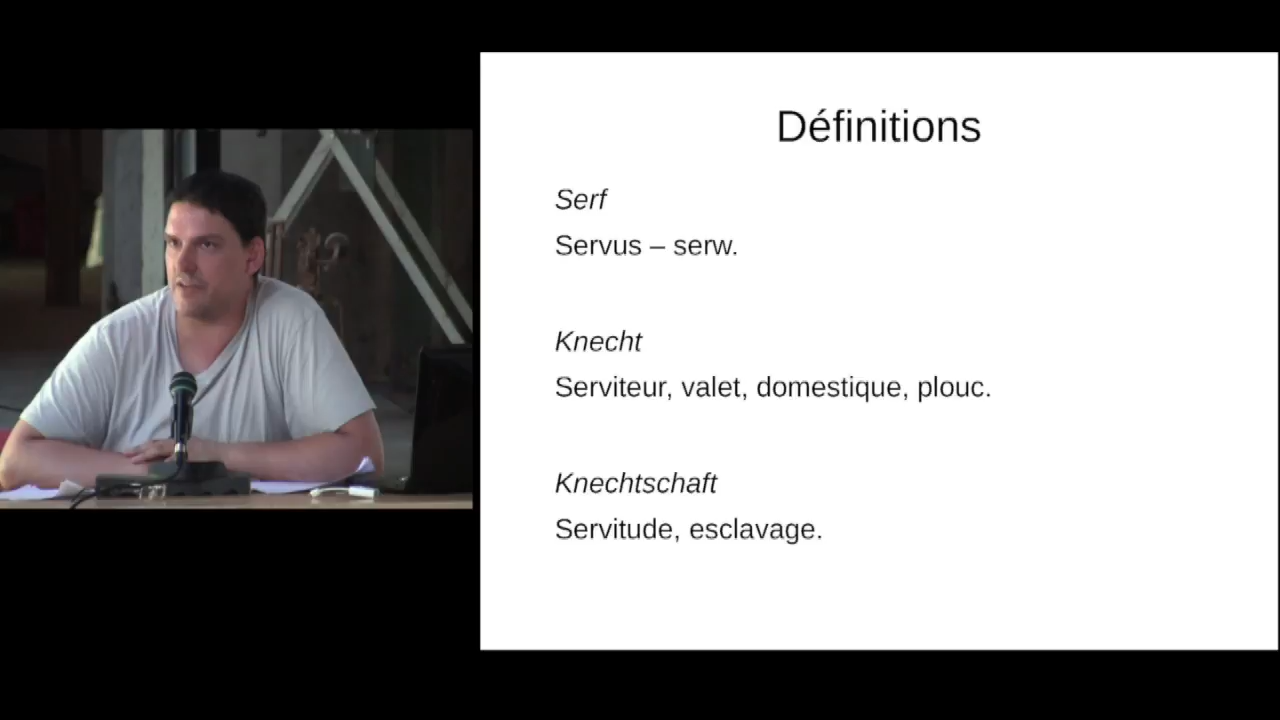 Définitions
Serf
Servus – serw.
Knecht
Serviteur, valet, domestique, plouc.
Knechtschaft
Servitude, esclavage.